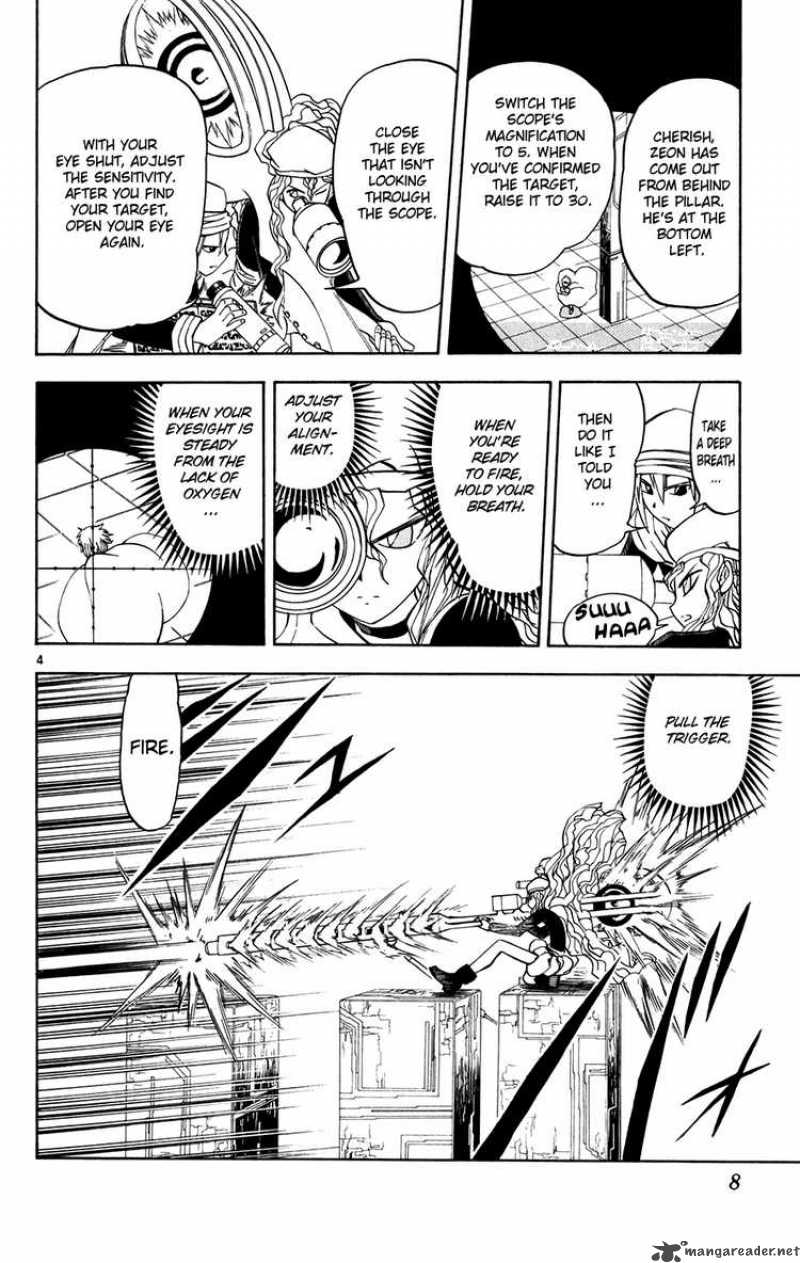 CHERISH,
ZEON HAS
COME OUT
FROM BEHIND
THE PILLAR.
HE'S AT THE
BOTTOM
LEFT.
SWITCH THE
SCOPE'S
MAGNIFICATION
TO 5. WHEN
YOU'VE CONFIRMED
THE TARGET,
RAISE IT TO 30.
CLOSE
THE EYE
THAT ISN'T
LOOKING
THROUGH
THE SCOPE.
WITH YOUR
EYE SHUT, ADJUST
THE SENSITIVITY.
AFTER YOU FIND
YOUR TARGET,
OPEN YOUR EYE
AGAIN.
TAKE
A DEEP
BREATH
...
THEN
DO IT
LIKE I
TOLD
YOU
...
SUUU
HAAA
WHEN
YOU'RE
READY
TO FIRE,
HOLD YOUR
BREATH.
ADJUST
YOUR
ALIGN-
MENT.
WHEN YOUR
EYESIGHT IS
STEADY
FROM THE
LACK OF
OXYGEN
...
4
PULL THE
TRIGGER.
FIRE.
8
mangareader.net